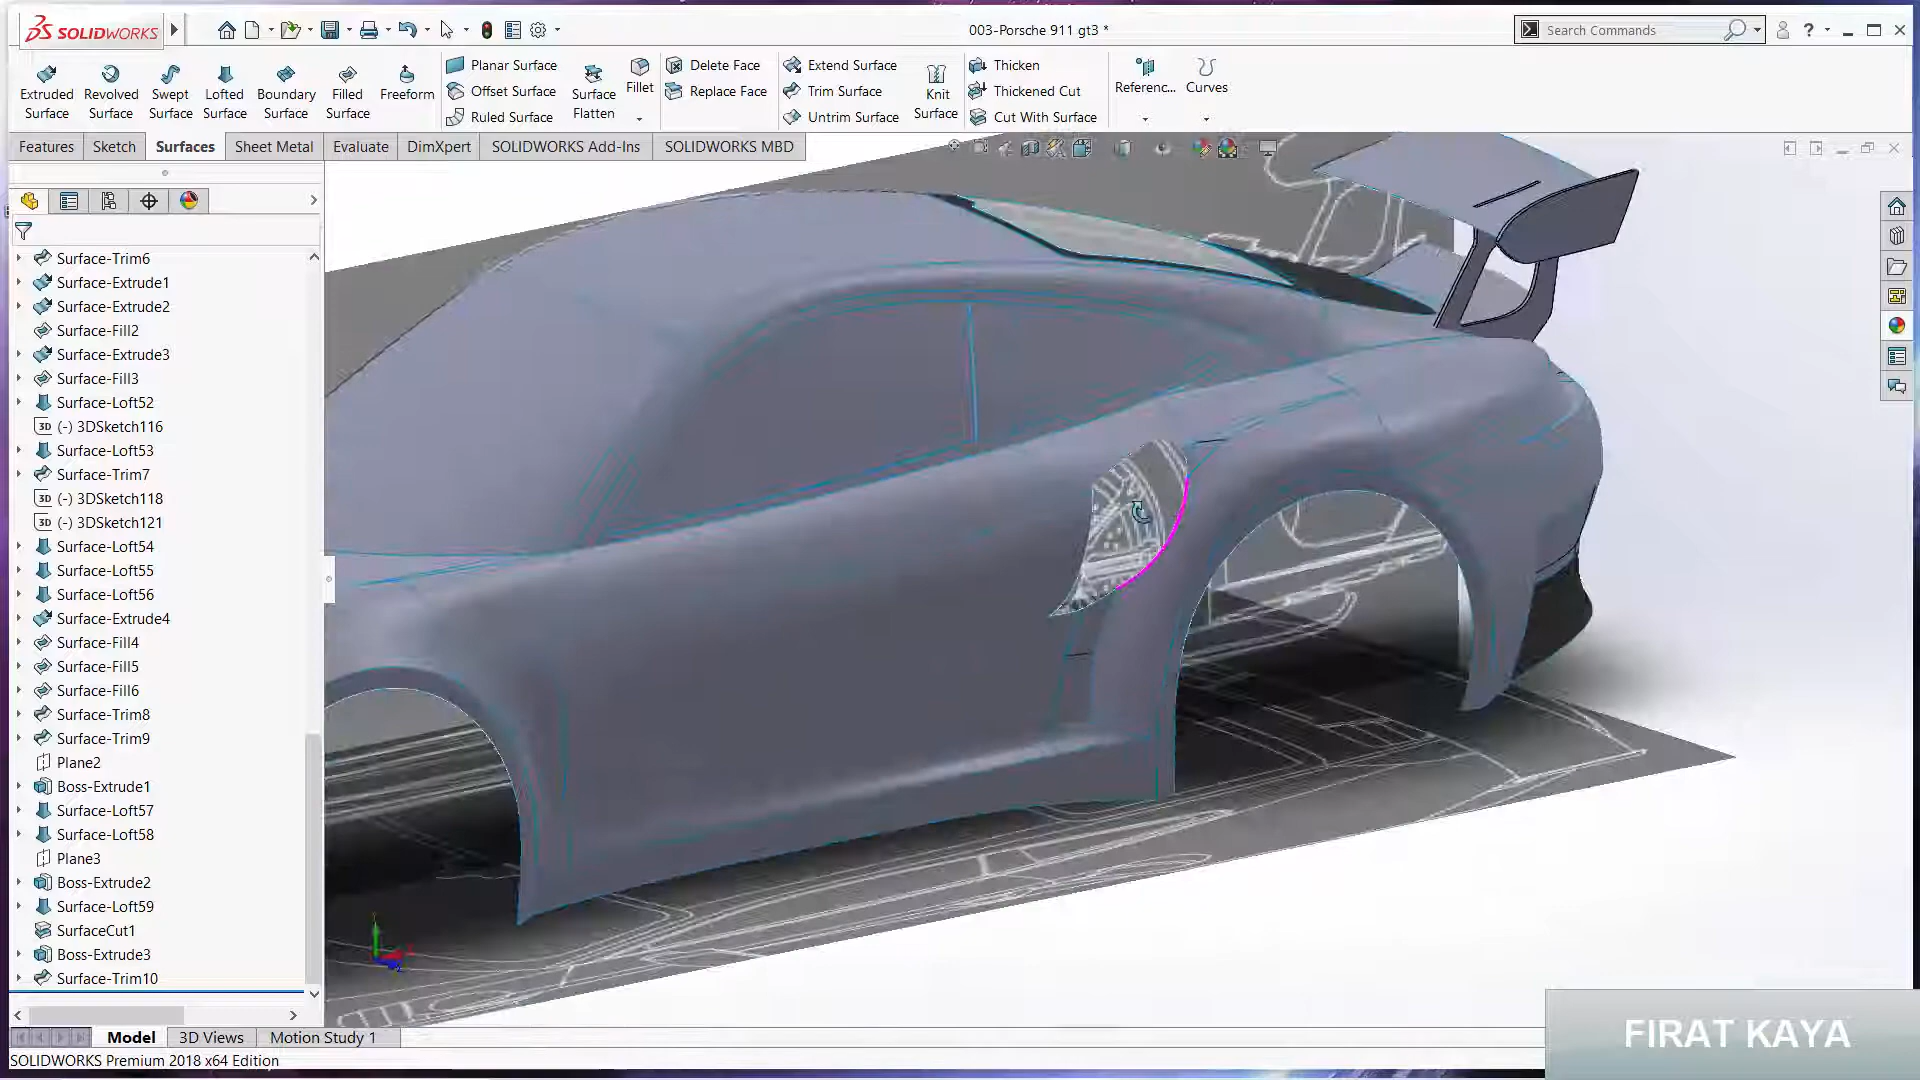 SOLIDWORKS
003-Porsche 911 gt3 *
Search Commands
?
Extruded Surface
Revolved Surface
Swept Surface
Lofted Surface
Boundary Surface
Filled Surface
Freeform
Planar Surface
Offset Surface
Ruled Surface
Surface Flatten
Fillet
Delete Face
Replace Face
Extend Surface
Trim Surface
Untrim Surface
Knit Surface
Thicken
Thickened Cut
Cut With Surface
Referenc...
Curves
Features
Sketch
Surfaces
Sheet Metal
Evaluate
DimXpert
SOLIDWORKS Add-Ins
SOLIDWORKS MBD
Surface-Trim6
Surface-Extrude1
Surface-Extrude2
Surface-Fill2
Surface-Extrude3
Surface-Fill3
Surface-Loft52
3D (-) 3DSketch116
Surface-Loft53
Surface-Trim7
3D (-) 3DSketch118
3D (-) 3DSketch121
Surface-Loft54
Surface-Loft55
Surface-Loft56
Surface-Extrude4
Surface-Fill4
Surface-Fill5
Surface-Fill6
Surface-Trim8
Surface-Trim9
Plane2
Boss-Extrude1
Surface-Loft57
Surface-Loft58
Plane3
Boss-Extrude2
Surface-Loft59
SurfaceCut1
Boss-Extrude3
Surface-Trim10
Model
3D Views
Motion Study 1
SOLIDWORKS Premium 2018 x64 Edition
FIRAT KAYA